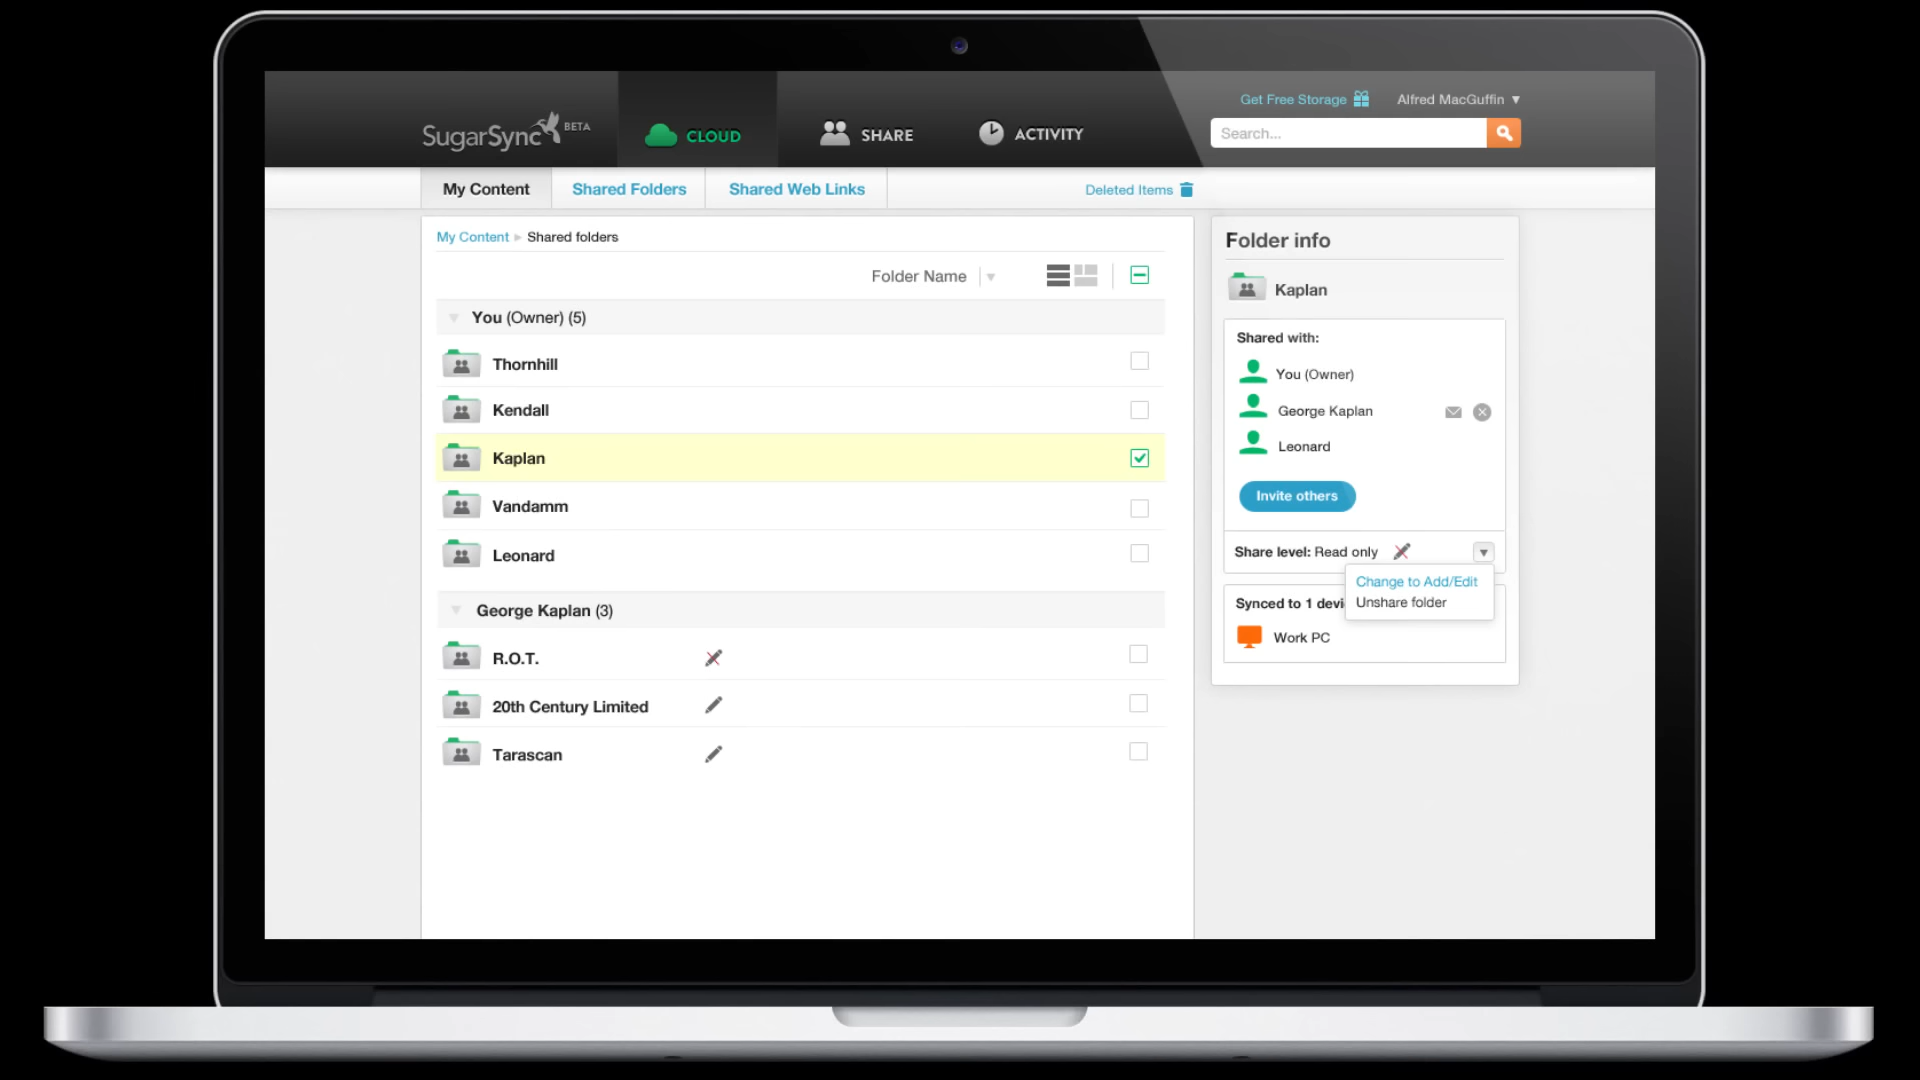 SugarSync BETA
CLOUD
SHARE
ACTIVITY
Get Free Storage
Alfred MacGuffin ▼
Search...
My Content
Shared Folders
Shared Web Links
Deleted Items
My Content ▶ Shared folders
Folder Name
You (Owner) (5)
Thornhill
Kendall
Kaplan
Vandamm
Leonard
George Kaplan (3)
R.O.T.
20th Century Limited
Tarascan
Folder info
Kaplan
Shared with:
You (Owner)
George Kaplan
Leonard
Invite others
Share level: Read only
Change to Add/Edit
Unshare folder
Synced to 1 devi
Work PC